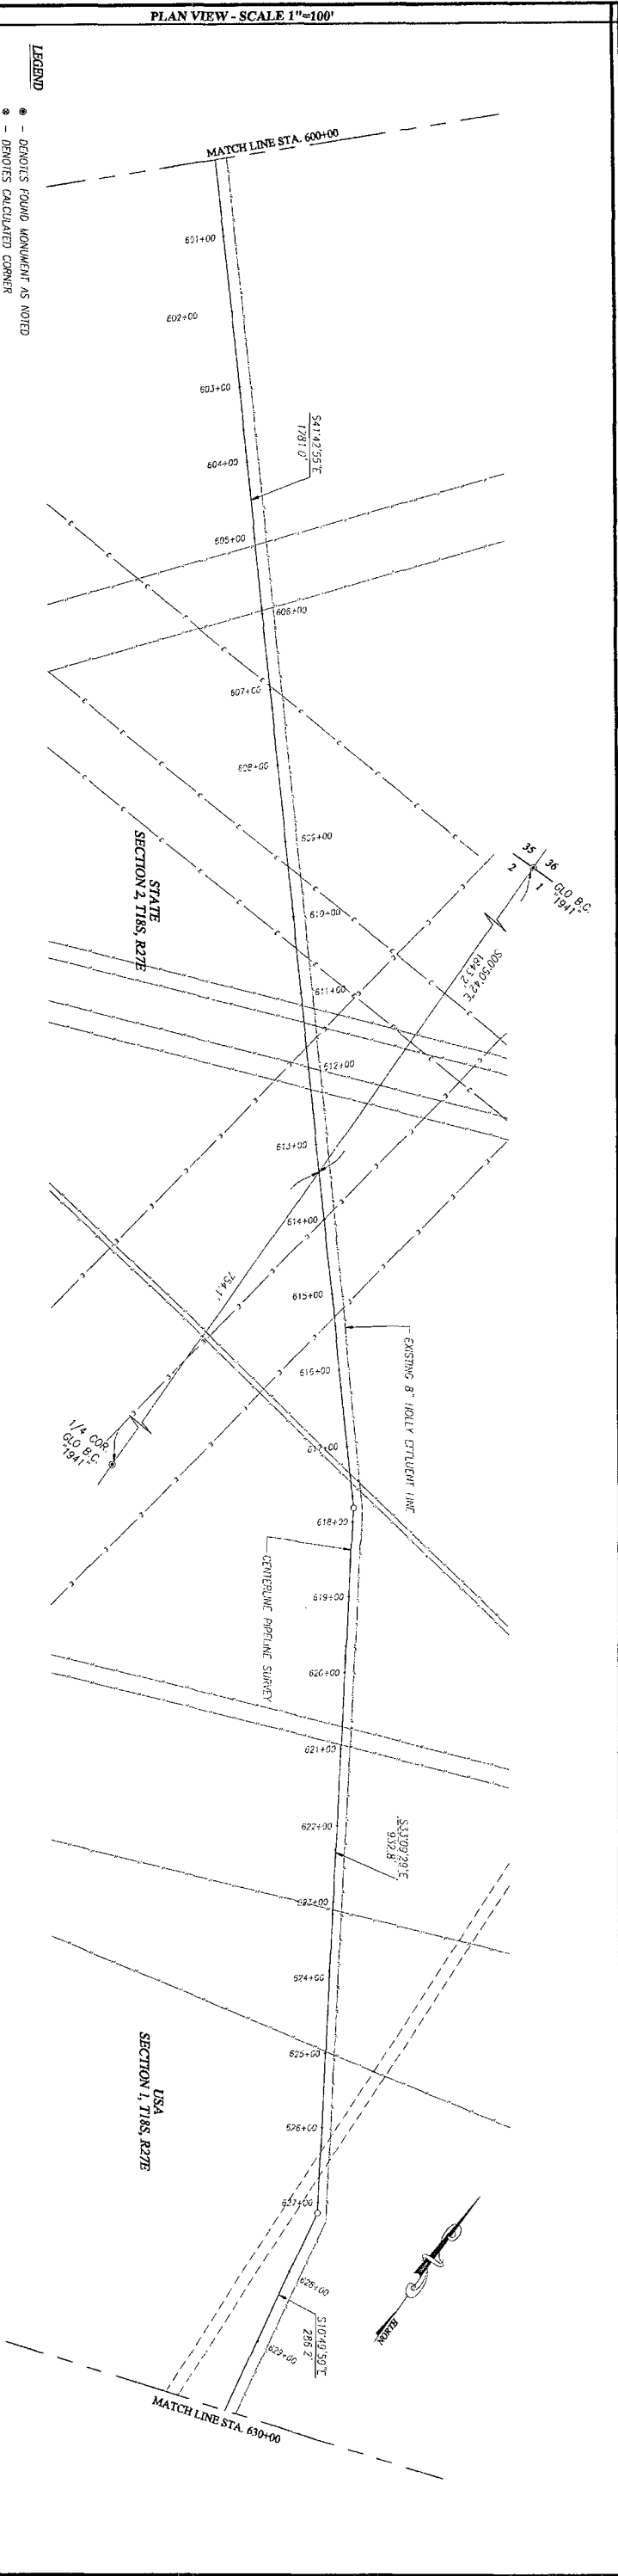 PLAN VIEW - SCALE 1"=100'
LEGEND
- DENOTES FOUND MONUMENT AS NOTED
- DENOTES CALCULATED CORNER
MATCH LINE STA. 600+00
601+00
602+00
603+00
S41°42'55"E
1781.0'
604+00
605+00
606+00
607+00
608+00
609+00
35 36
2 1
GLO B.C.
"1941"
STATE
SECTION 2, T18S, R27E
610+00
S00°50'42"E
1843.2'
611+00
612+00
613+00
614+00
754.1'
615+00
EXISTING 8" HOLLY EFFLUENT LINE
616+00
1/4 COR.
GLO B.C.
"1941"
617+00
618+00
CENTERLINE PIPELINE SURVEY
619+00
620+00
621+00
622+00
S33°09'29"E
932.8'
623+00
624+00
625+00
USA
SECTION 1, T18S, R27E
626+00
627+00
NORTH
628+00
S10°49'59"E
286.2'
629+00
MATCH LINE STA. 630+00